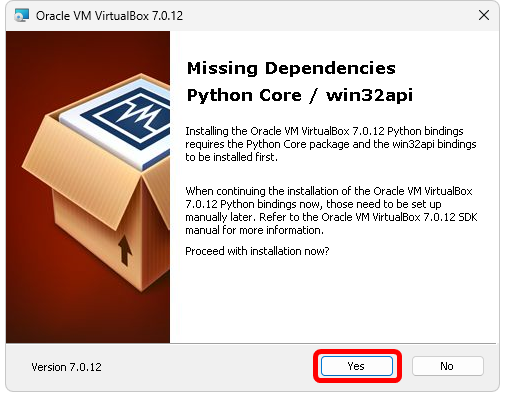 Oracle VM VirtualBox 7.0.12
Missing Dependencies
Python Core / win32api
Installing the Oracle VM VirtualBox 7.0.12 Python bindings
requires the Python Core package and the win32api bindings
to be installed first.
When continuing the installation of the Oracle VM VirtualBox
7.0.12 Python bindings now, those need to be set up
manually later. Refer to the Oracle VM VirtualBox 7.0.12 SDK
manual for more information.
Proceed with installation now?
Version 7.0.12
Yes
No